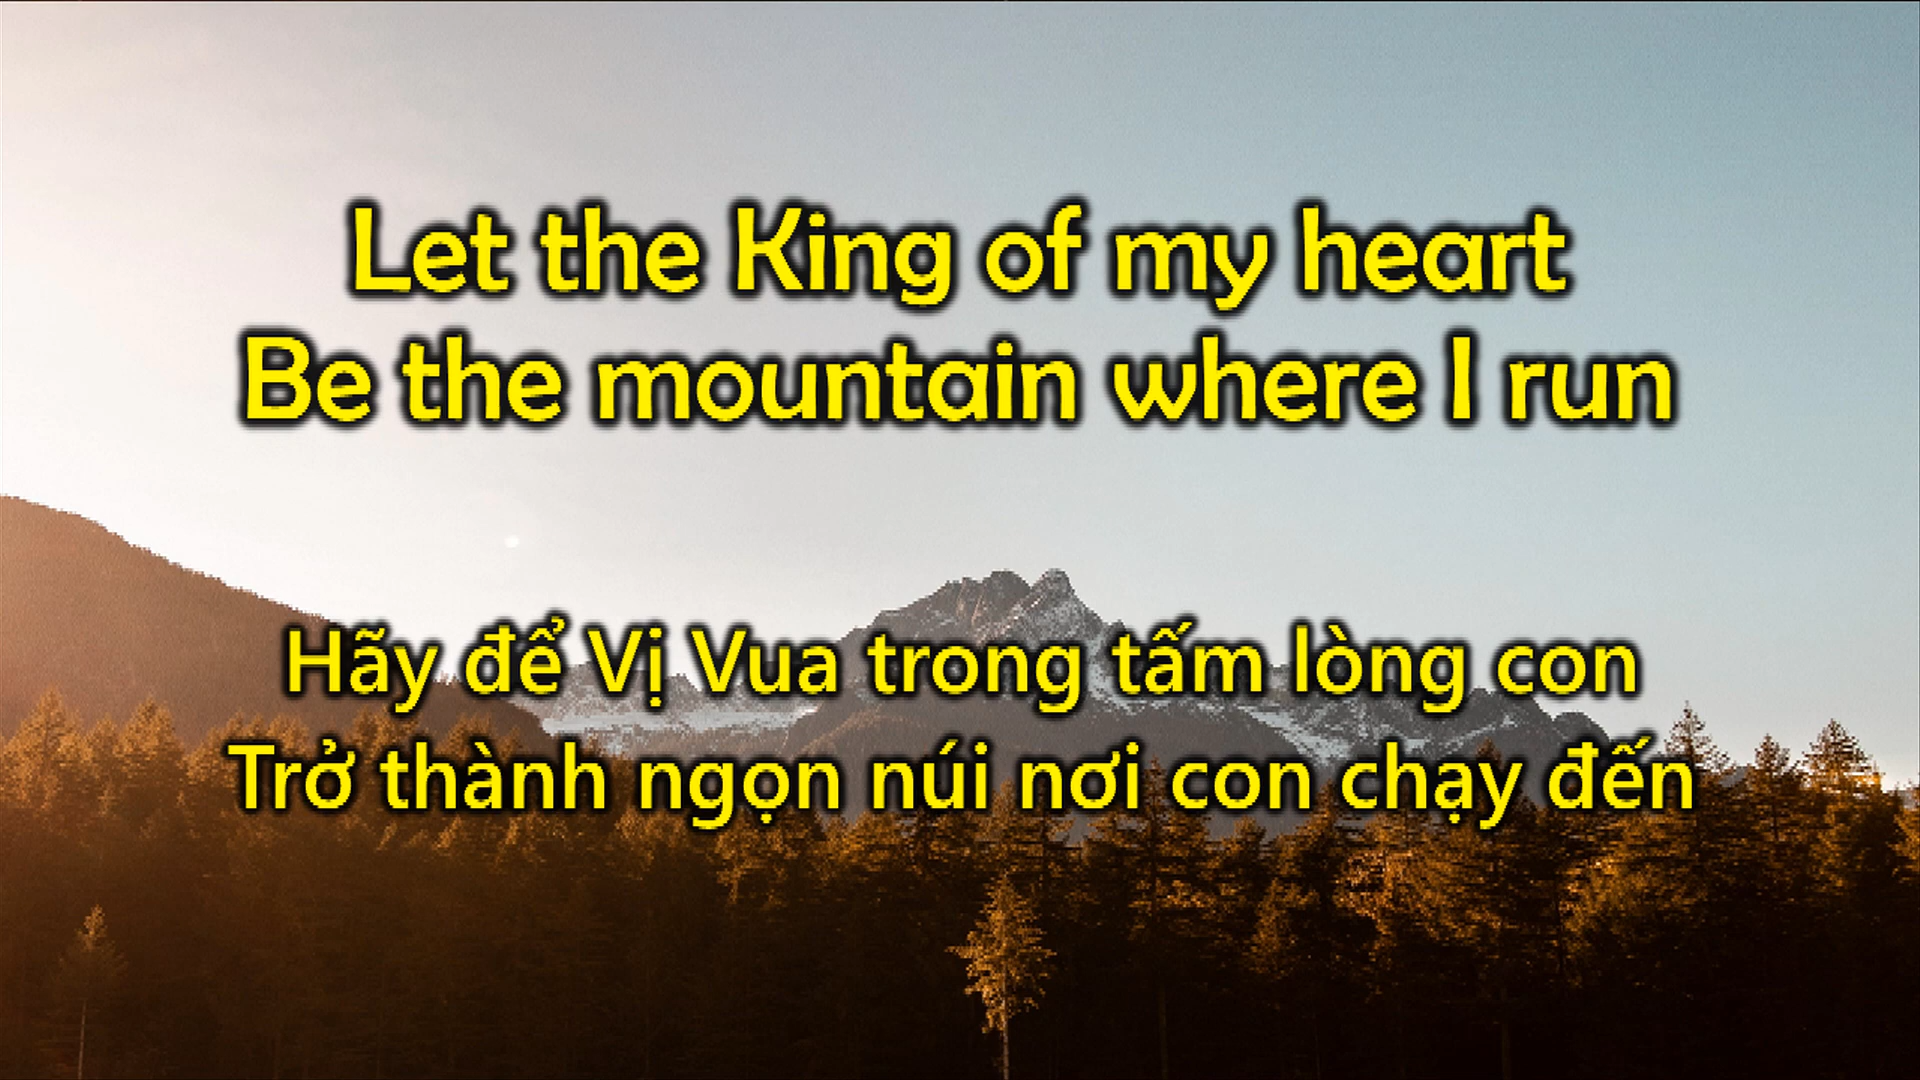 Let the King of my heart
Be the mountain where I run
Hãy để Vị Vua trong tấm lòng con
Trở thành ngọn núi nơi con chạy đến